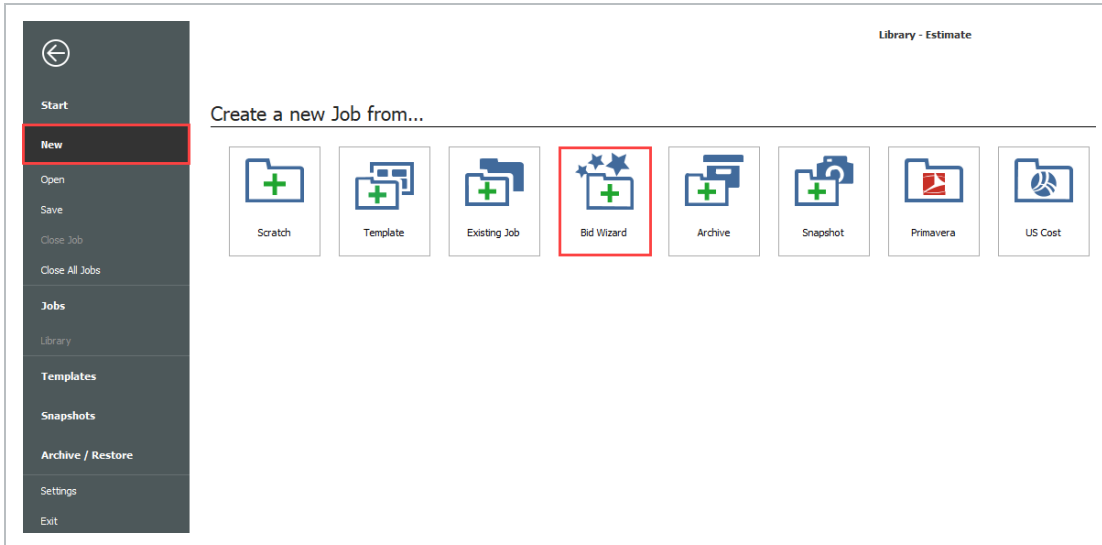 Library - Estimate
Start
New
Open
Save
Close Job
Close All Jobs
Jobs
Library
Templates
Snapshots
Archive / Restore
Settings
Exit
Create a new Job from...
Scratch
Template
Existing Job
Bid Wizard
Archive
Snapshot
Primavera
US Cost